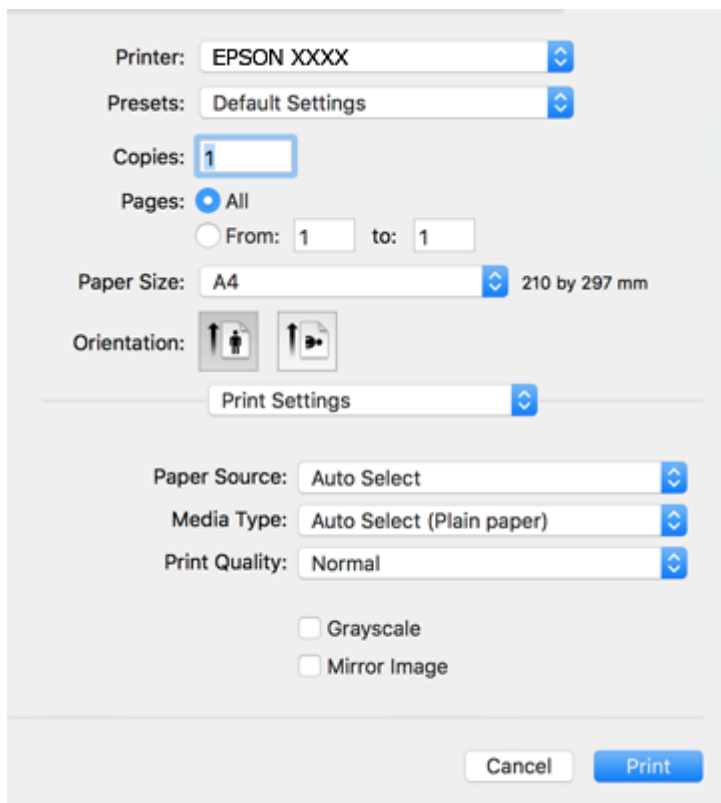 Printer: EPSON XXXX
Presets: Default Settings
Copies: 1
Pages: All
From: 1 to: 1
Paper Size: A4 210 by 297 mm
Orientation:
Print Settings
Paper Source: Auto Select
Media Type: Auto Select (Plain paper)
Print Quality: Normal
Grayscale
Mirror Image
Cancel Print